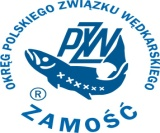 OKRĘG POLSKIEGO ZWIĄZKU WĘDKARSKIEGO
PZW
®
ZAMOŚĆ